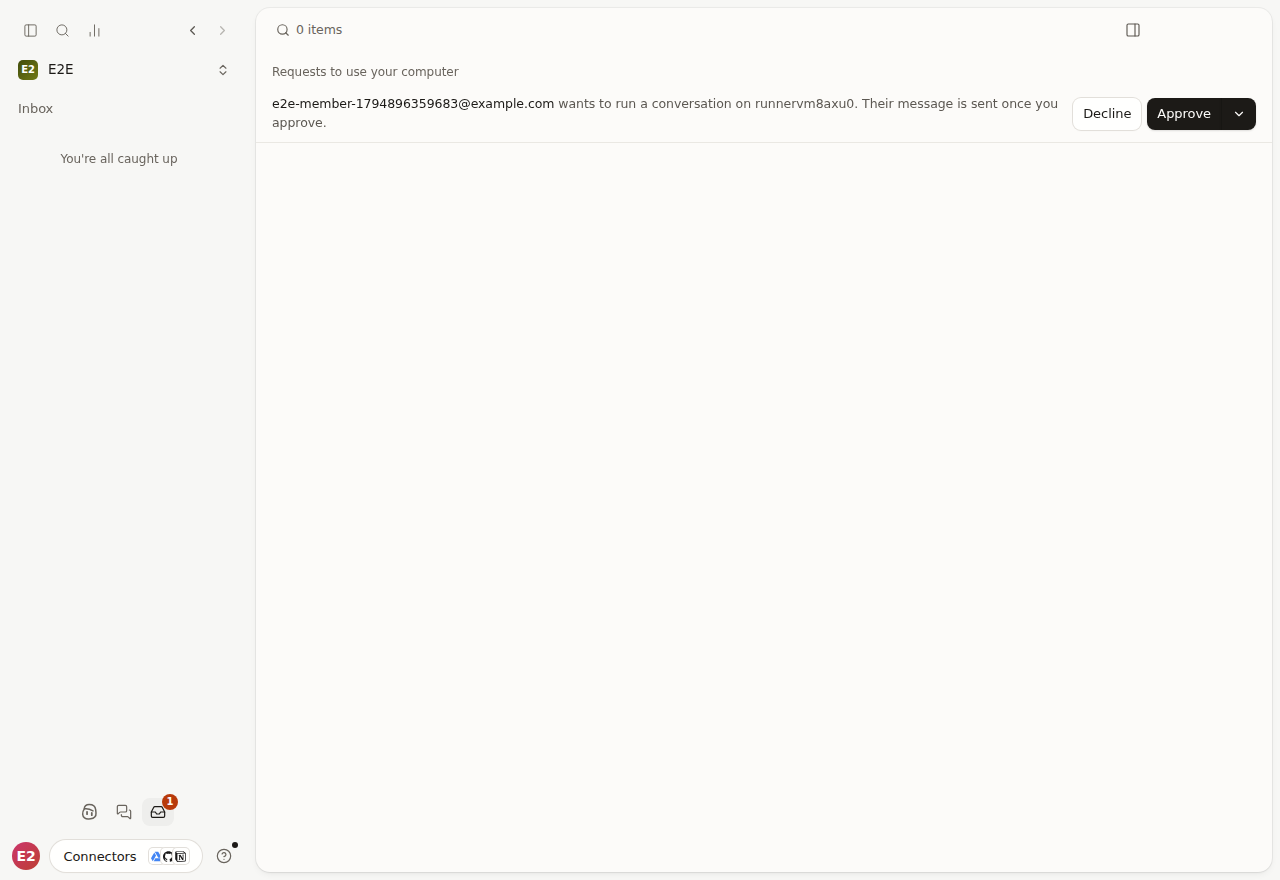 0 items
E2 E2E
Inbox
You're all caught up
Requests to use your computer
e2e-member-1794896359683@example.com wants to run a conversation on runnervm8axu0. Their message is sent once you
approve.
Decline
Approve
1
E2
Connectors